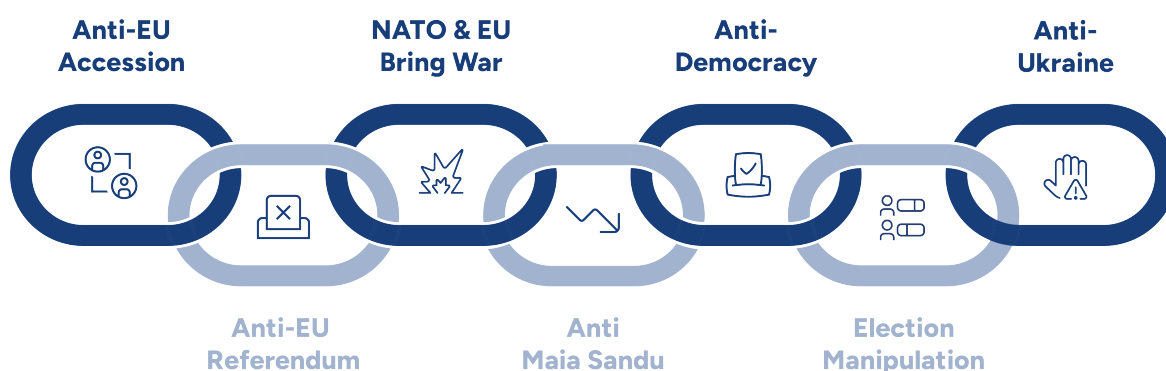 Anti-EU
Accession
NATO & EU
Bring War
Anti-
Democracy
Anti-
Ukraine
Anti-EU
Referendum
Anti
Maia Sandu
Election
Manipulation